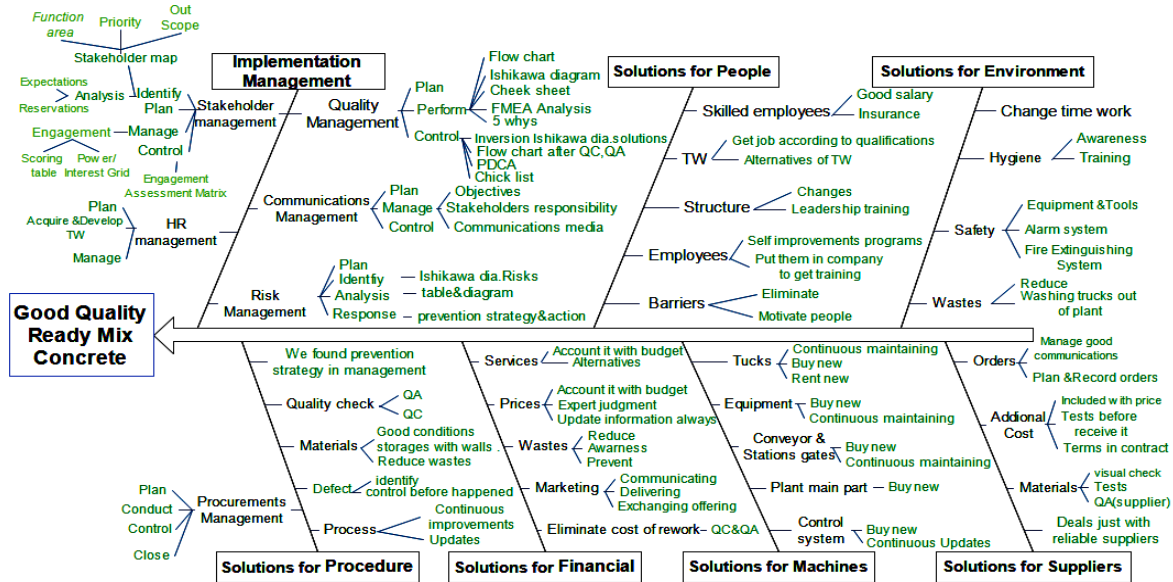 Function
area
Priority
Out
Scope
Stakeholder map
Expectations
Reservations
Analysis
Identify
Plan
Manage
Control
Stakeholder
management
Engagement
Scoring
table
Power/
Interest Grid
Engagement
Assessment Matrix
Plan
Acquire &Develop
TW
Manage
HR
management
Implementation
Management
Quality
Management
Plan
Perform
Control
Flow chart
Ishikawa diagram
Cheek sheet
FMEA Analysis
5 whys
Inversion Ishikawa dia.solutions
Flow chart after QC,QA
PDCA
Chick list
Communications
Management
Plan
Manage
Control
Objectives
Stakeholders responsibility
Communications media
Risk
Management
Plan
Identfiy
Analysis
Response
Ishikawa dia.Risks
table&diagram
prevention strategy&action
Solutions for People
Skilled employees
Good salary
Insurance
TW
Get job according to qualifications
Alternatives of TW
Structure
Changes
Leadership training
Employees
Self improvements programs
Put them in company
to get training
Barriers
Eliminate
Motivate people
Solutions for Environment
Change time work
Hygiene
Awareness
Training
Safety
Equipment &Tools
Alarm system
Fire Extinguishing
System
Wastes
Reduce
Washing trucks out
of plant
Good Quality
Ready Mix
Concrete
We found prevention
strategy in management
Quality check
QA
QC
Materials
Good conditions
storages with walls .
Reduce wastes
Defect
identify
control before happened
Process
Continuous
improvements
Updates
Plan
Conduct
Control
Close
Procurements
Management
Solutions for Procedure
Services
Account it with budget
Alternatives
Prices
Account it with budget
Expert judgment
Update information always
Wastes
Reduce
Awarness
Prevent
Marketing
Communicating
Delivering
Exchanging offering
Eliminate cost of rework
QC&QA
Solutions for Financial
Tucks
Continuous maintaining
Buy new
Rent new
Equipment
Buy new
Continuous maintaining
Conveyor &
Stations gates
Buy new
Continuous maintaining
Plant main part
Buy new
Control
system
Buy new
Continuous Updates
Solutions for Machines
Orders
Manage good
communications
Plan &Record orders
Addional
Cost
Included with price
Tests before
receive it
Terms in contract
Materials
visual check
Tests
QA(supplier)
Deals just with
reliable suppliers
Solutions for Suppliers